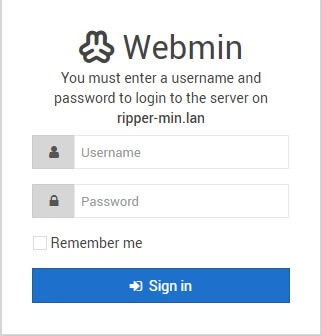 Webmin
You must enter a username and
password to login to the server on
ripper-min.lan
Username
Password
Remember me
Sign in